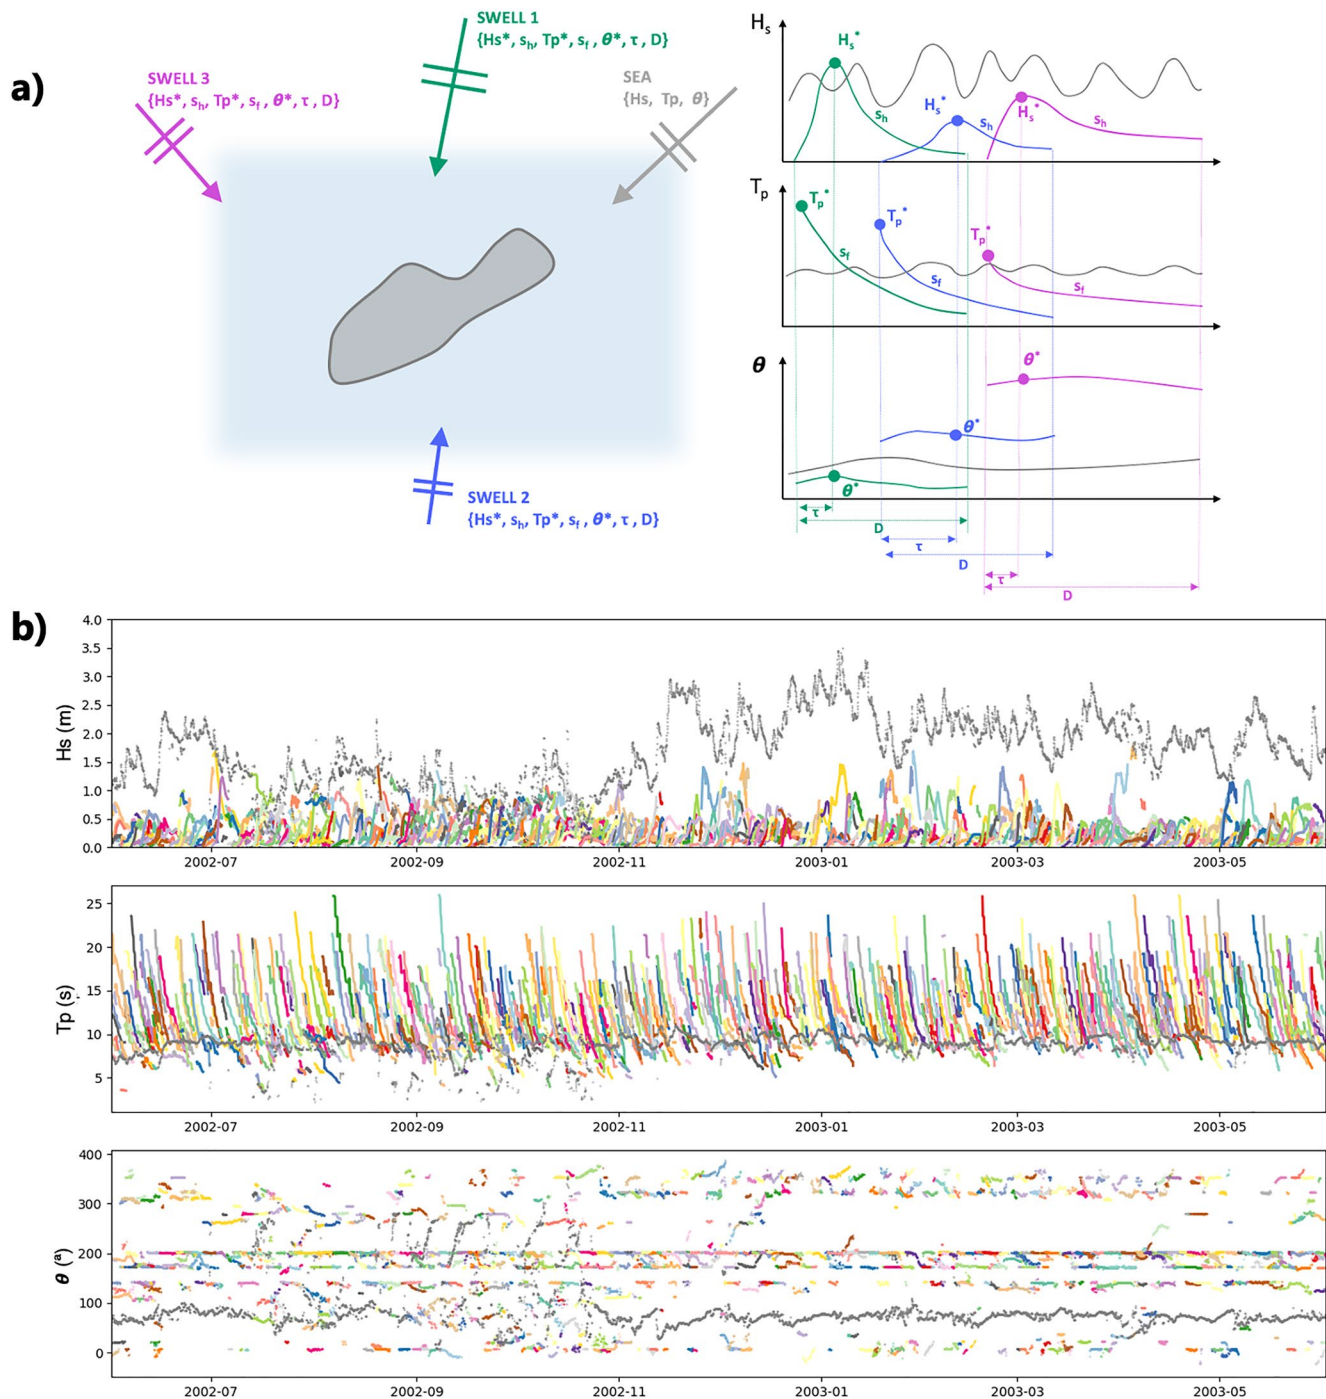 a)
SWELL 1
{Hs*, sh, Tp*, sf , θ*, τ , D}
SWELL 3
{Hs*, sh, Tp*, sf , θ*, τ , D}
SEA
{Hs, Tp, θ}
SWELL 2
{Hs*, sh, Tp*, sf , θ*, τ , D}
Hs
Hs*
sh
Hs*
sh
Hs*
sh
Tp
Tp*
sf
Tp*
sf
Tp*
sf
θ
θ*
θ*
θ*
τ
D
τ
D
τ
D
b)
Hs (m)
4.0
3.5
3.0
2.5
2.0
1.5
1.0
0.5
0.0
2002-07 2002-09 2002-11 2003-01 2003-03 2003-05
Tp (s)
25
20
15
10
5
2002-07 2002-09 2002-11 2003-01 2003-03 2003-05
θ (ª)
400
300
200
100
0
2002-07 2002-09 2002-11 2003-01 2003-03 2003-05